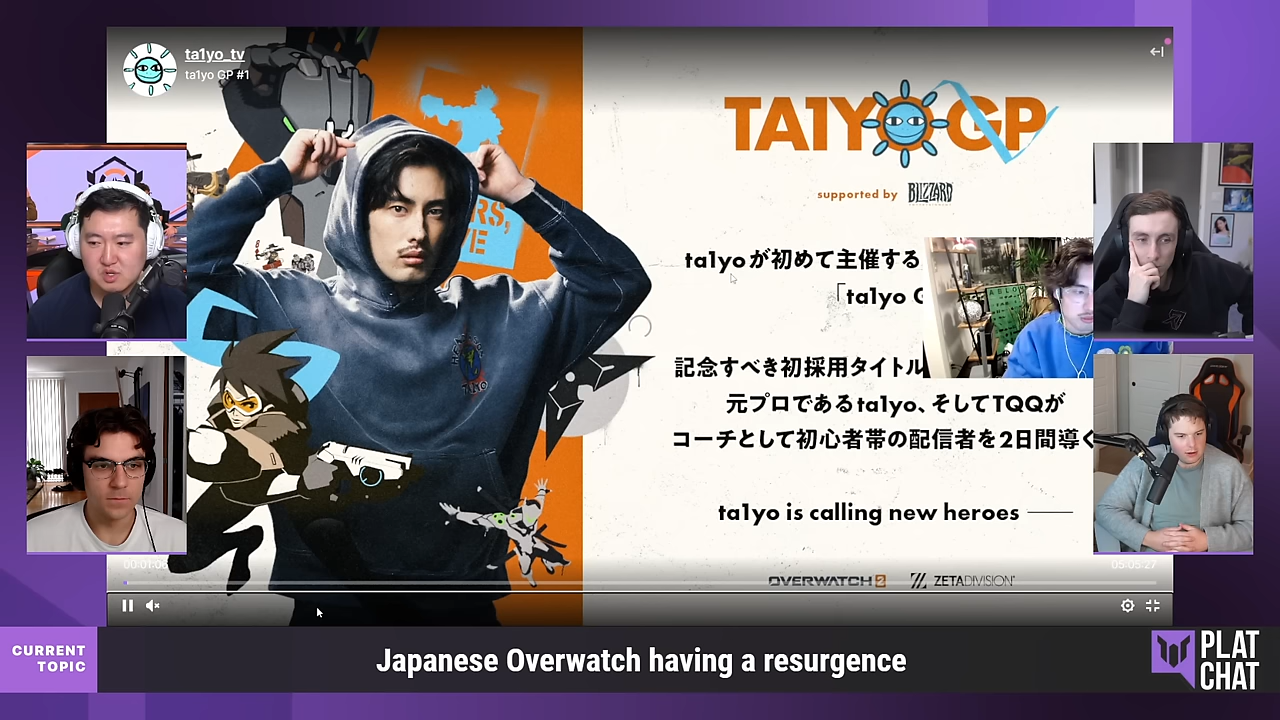 ta1yo_tv
ta1yo GP #1
RS,
VE
TA1YO GP
supported by BLIZZARD
ENTERTAINMENT
ta1yoが初めて主催する
「ta1yo G
記念すべき初採用タイトル
元プロであるta1yo、そしてTQQが
コーチとして初心者帯の配信者を2日間導く
ta1yo is calling new heroes
OVERWATCH 2
ZETADIVISION
00:01:06
05:05:27
CURRENT
TOPIC
Japanese Overwatch having a resurgence
PLAT
CHAT